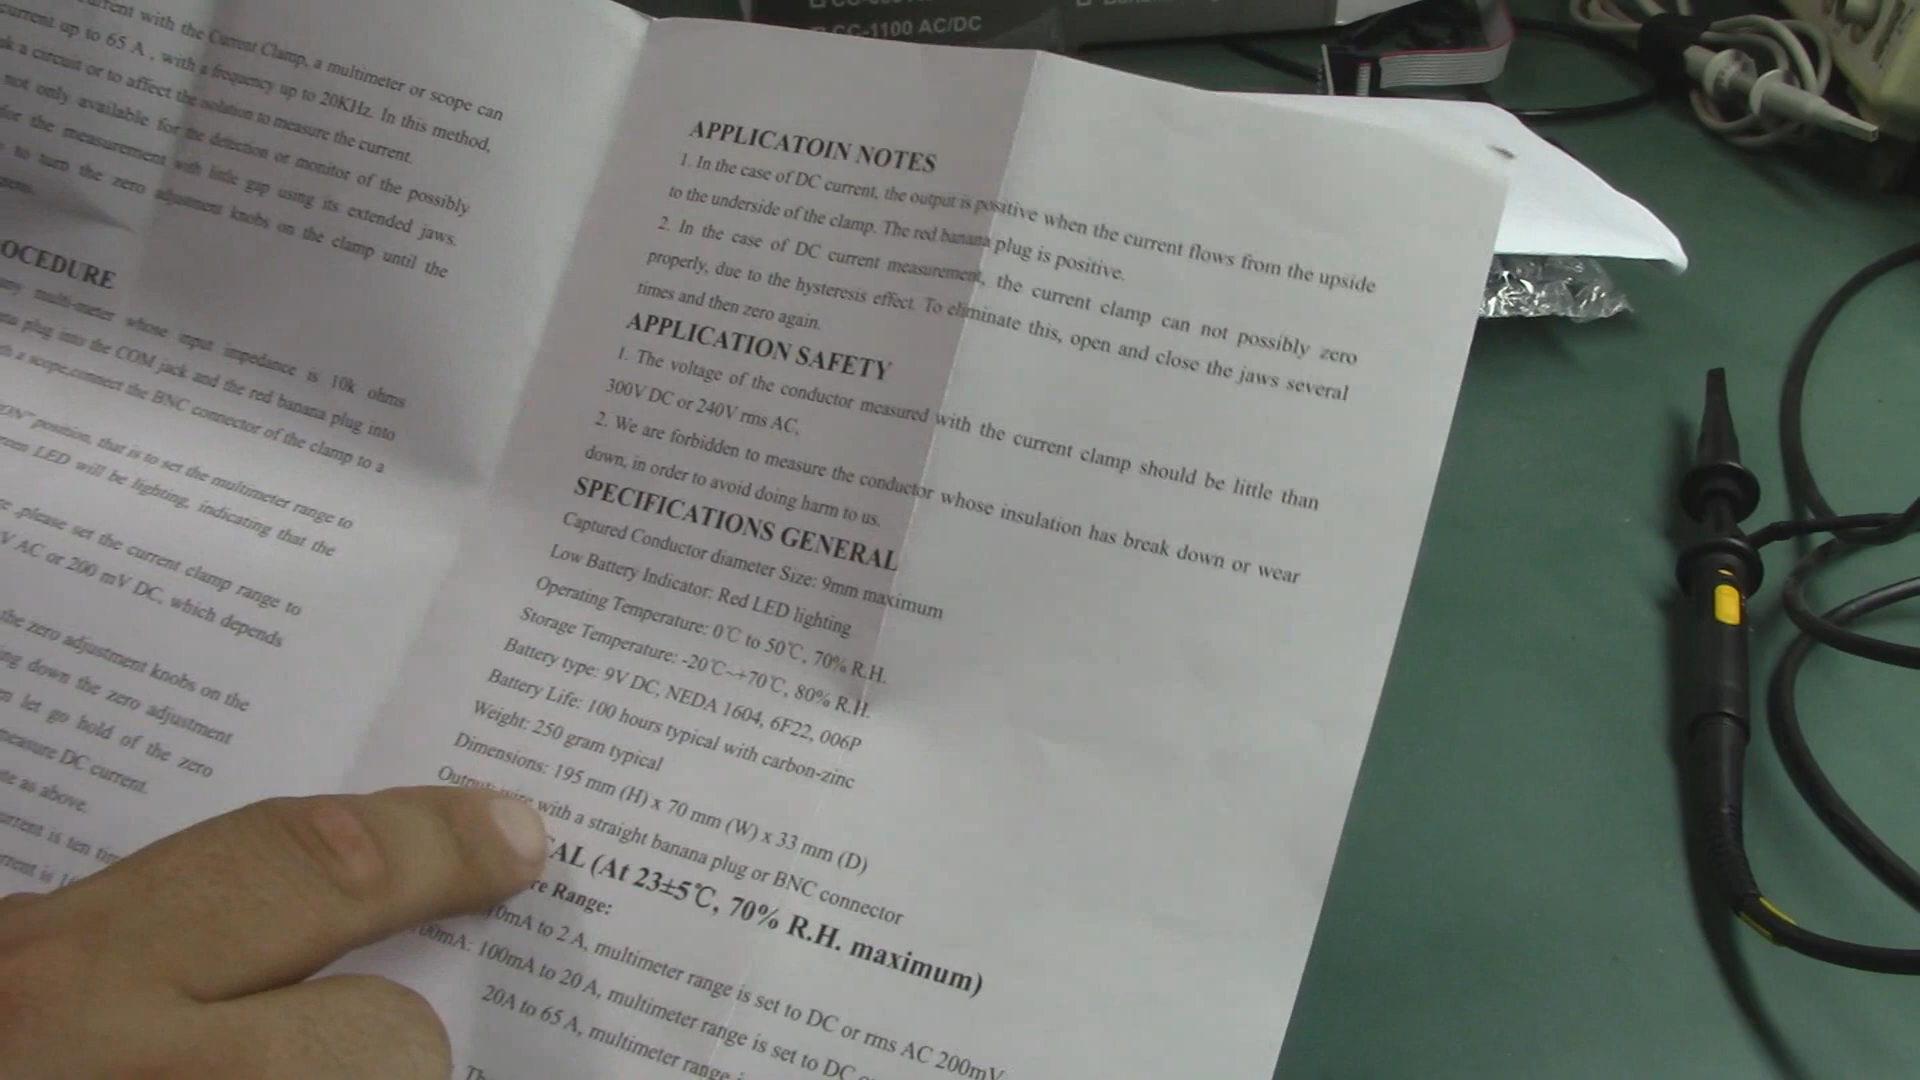 CC-1100 AC/DC
current with the Current Clamp, a multimeter or scope can
current up to 65 A , with a frequency up to 20KHz. In this method,
a circuit or to affect the isolation to measure the current.
not only available for the detection or monitor of the possibly
for the measurement with little gap using its extended jaws.
to turn the zero adjustment knobs on the clamp until the
multi-meter whose input impedance is 10k ohms
plug into the COM jack and the red banana plug into
a scope,connect the BNC connector of the clamp to a
position, that is to set the multimeter range to
LED will be lighting, indicating that the
,please set the current clamp range to
V AC or 200 mV DC, which depends
the zero adjustment knobs on the
down the zero adjustment
let go hold of the zero
measure DC current.
as above.
is ten
APPLICATOIN NOTES
1. In the case of DC current, the output is positive when the current flows from the upside
to the underside of the clamp. The red banana plug is positive.
2. In the case of DC current measurement, the current clamp can not possibly zero
properly, due to the hysteresis effect. To eliminate this, open and close the jaws several
times and then zero again.
APPLICATION SAFETY
1. The voltage of the conductor measured with the current clamp should be little than
300V DC or 240V rms AC.
2. We are forbidden to measure the conductor whose insulation has break down or wear
down, in order to avoid doing harm to us.
SPECIFICATIONS GENERAL
Captured Conductor diameter Size: 9mm maximum
Low Battery Indicator: Red LED lighting
Operating Temperature: 0℃ to 50℃, 70% R.H.
Storage Temperature: -20℃~+70℃, 80% R.H.
Battery type: 9V DC, NEDA 1604, 6F22, 006P
Battery Life: 100 hours typical with carbon-zinc
Weight: 250 gram typical
Dimensions: 195 mm (H) x 70 mm (W) x 33 mm (D)
Output: wire with a straight banana plug or BNC connector
(At 23±5℃, 70% R.H. maximum)
Range:
to 2 A, multimeter range is set to DC or rms AC 200mV
100mA to 20 A, multimeter range is set to DC
20A to 65 A, multimeter range